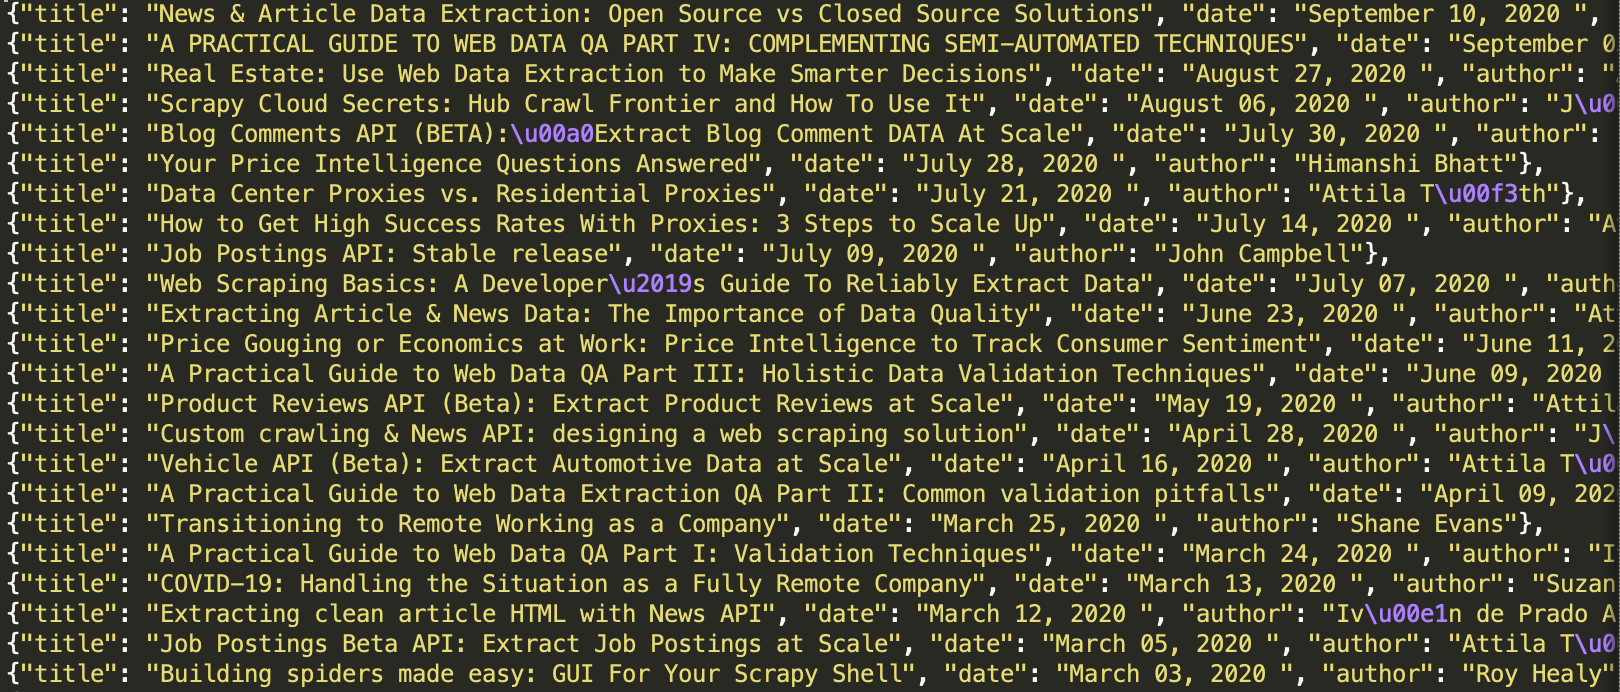 {"title": "News & Article Data Extraction: Open Source vs Closed Source Solutions", "date": "September 10, 2020 ",
{"title": "A PRACTICAL GUIDE TO WEB DATA QA PART IV: COMPLEMENTING SEMI-AUTOMATED TECHNIQUES", "date": "September 0
{"title": "Real Estate: Use Web Data Extraction to Make Smarter Decisions", "date": "August 27, 2020 ", "author": "
{"title": "Scrapy Cloud Secrets: Hub Crawl Frontier and How To Use It", "date": "August 06, 2020 ", "author": "J\u0
{"title": "Blog Comments API (BETA):\u00a0Extract Blog Comment DATA At Scale", "date": "July 30, 2020 ", "author":
{"title": "Your Price Intelligence Questions Answered", "date": "July 28, 2020 ", "author": "Himanshi Bhatt"},
{"title": "Data Center Proxies vs. Residential Proxies", "date": "July 21, 2020 ", "author": "Attila T\u00f3th"},
{"title": "How to Get High Success Rates With Proxies: 3 Steps to Scale Up", "date": "July 14, 2020 ", "author": "A
{"title": "Job Postings API: Stable release", "date": "July 09, 2020 ", "author": "John Campbell"},
{"title": "Web Scraping Basics: A Developer\u2019s Guide To Reliably Extract Data", "date": "July 07, 2020 ", "auth
{"title": "Extracting Article & News Data: The Importance of Data Quality", "date": "June 23, 2020 ", "author": "At
{"title": "Price Gouging or Economics at Work: Price Intelligence to Track Consumer Sentiment", "date": "June 11, 2
{"title": "A Practical Guide to Web Data QA Part III: Holistic Data Validation Techniques", "date": "June 09, 2020
{"title": "Product Reviews API (Beta): Extract Product Reviews at Scale", "date": "May 19, 2020 ", "author": "Attil
{"title": "Custom crawling & News API: designing a web scraping solution", "date": "April 28, 2020 ", "author": "J\
{"title": "Vehicle API (Beta): Extract Automotive Data at Scale", "date": "April 16, 2020 ", "author": "Attila T\u0
{"title": "A Practical Guide to Web Data Extraction QA Part II: Common validation pitfalls", "date": "April 09, 202
{"title": "Transitioning to Remote Working as a Company", "date": "March 25, 2020 ", "author": "Shane Evans"},
{"title": "A Practical Guide to Web Data QA Part I: Validation Techniques", "date": "March 24, 2020 ", "author": "I
{"title": "COVID-19: Handling the Situation as a Fully Remote Company", "date": "March 13, 2020 ", "author": "Suzan
{"title": "Extracting clean article HTML with News API", "date": "March 12, 2020 ", "author": "Iv\u00e1n de Prado A
{"title": "Job Postings Beta API: Extract Job Postings at Scale", "date": "March 05, 2020 ", "author": "Attila T\u0
{"title": "Building spiders made easy: GUI For Your Scrapy Shell", "date": "March 03, 2020 ", "author": "Roy Healy"